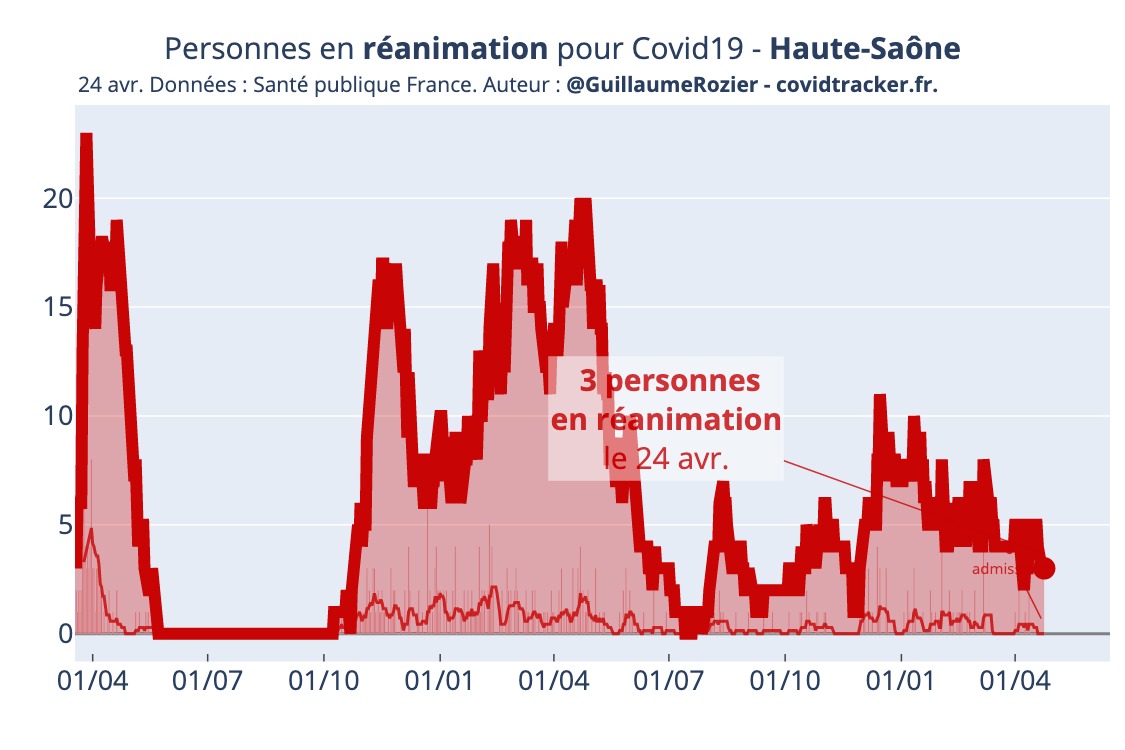 Personnes en réanimation pour Covid19 - Haute-Saône
24 avr. Données : Santé publique France. Auteur : @GuillaumeRozier - covidtracker.fr.
20
15
10
5
0
3 personnes
en réanimation
le 24 avr.
01/04 01/07 01/10 01/01 01/04 01/07 01/10 01/01 01/04